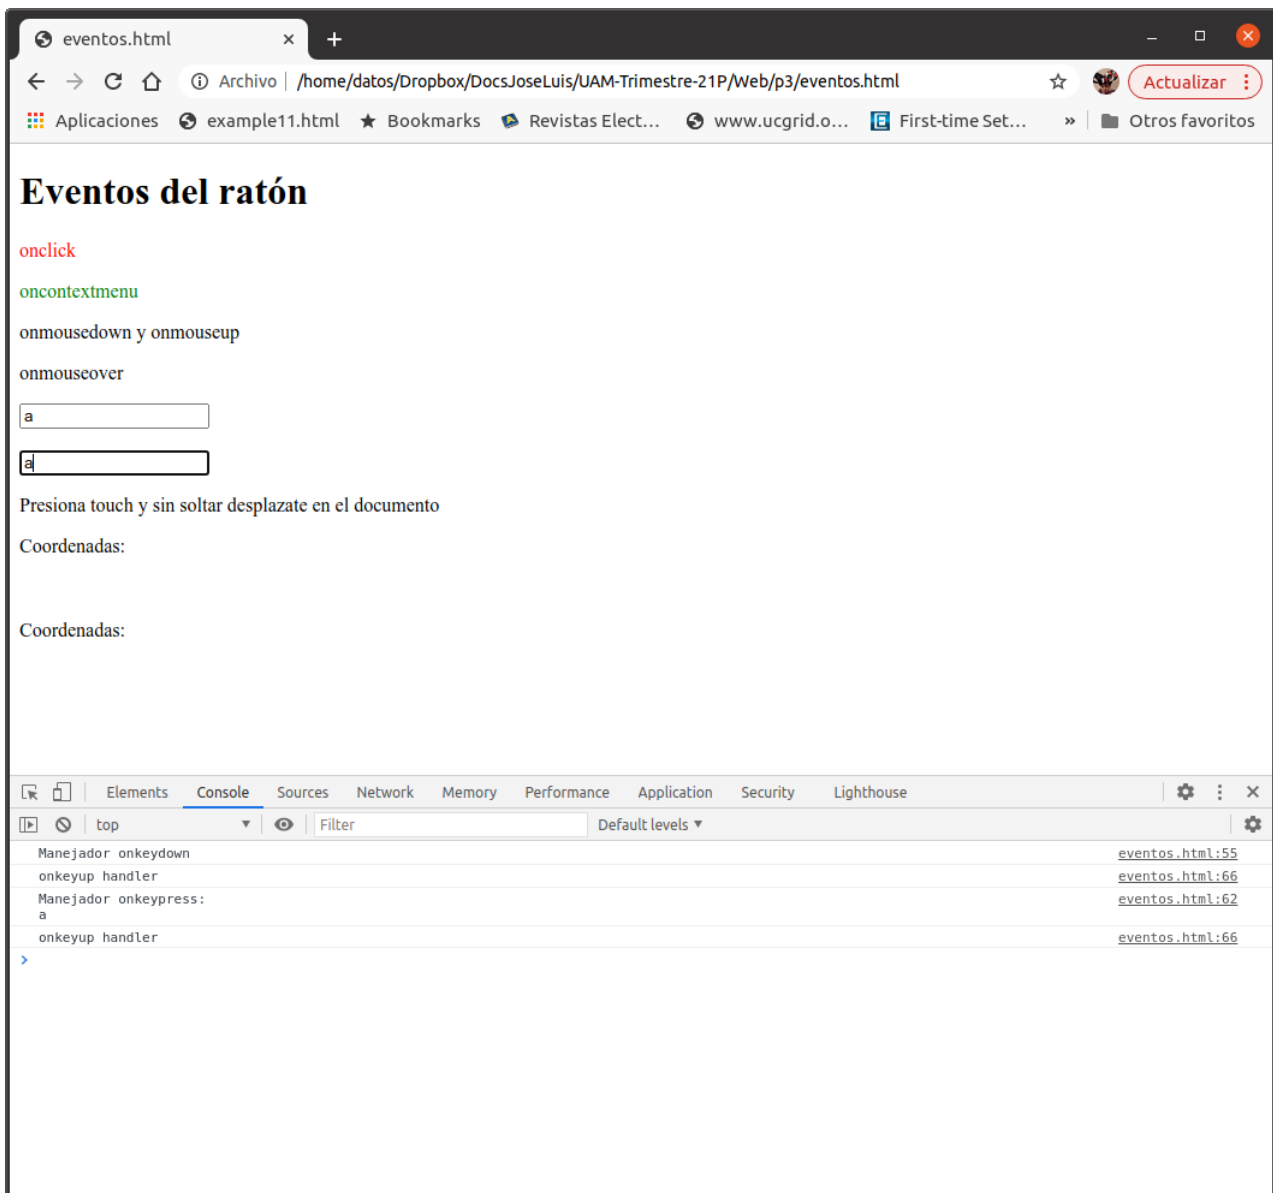 eventos.html
Archivo /home/datos/Dropbox/DocsJoseLuis/UAM-Trimestre-21P/Web/p3/eventos.html Actualizar
Aplicaciones example11.html Bookmarks Revistas Elect... www.ucgrid.o... First-time Set... » Otros favoritos
Eventos del ratón
onclick
oncontextmenu
onmousedown y onmouseup
onmouseover
a
a
Presiona touch y sin soltar desplazate en el documento
Coordenadas:
Coordenadas:
Elements Console Sources Network Memory Performance Application Security Lighthouse
top Filter Default levels
Manejador onkeydown eventos.html:55
onkeyup handler eventos.html:66
Manejador onkeypress: eventos.html:62
a
onkeyup handler eventos.html:66